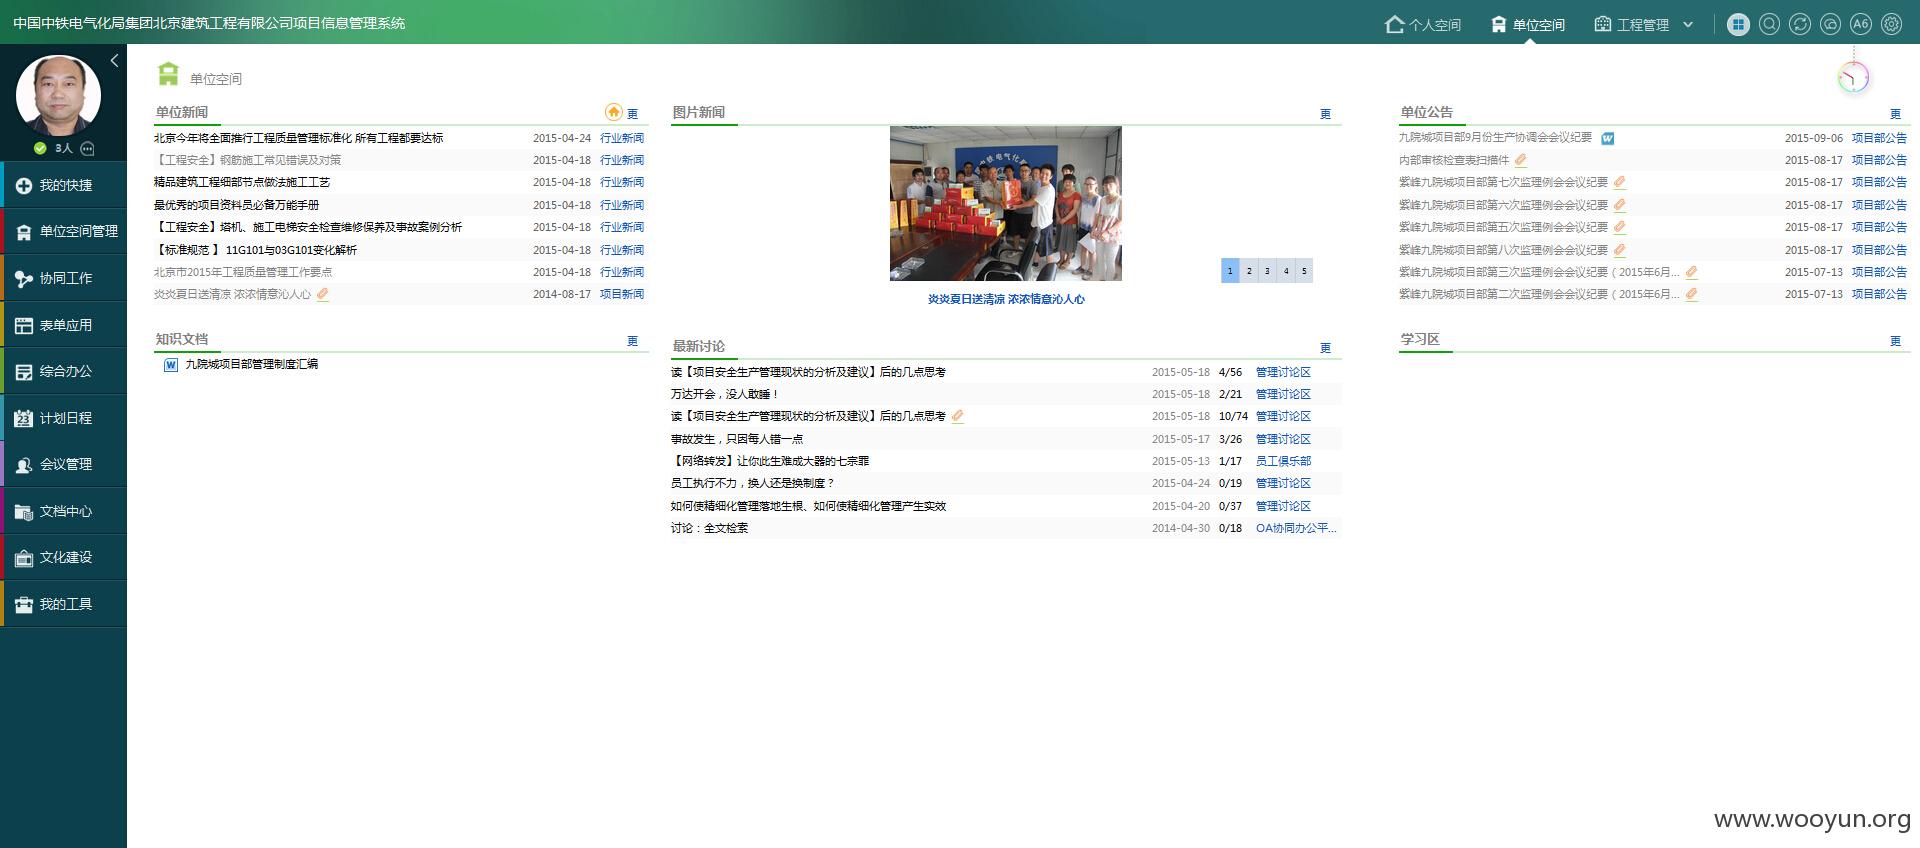 中国中铁电气化局集团北京建筑工程有限公司项目信息管理系统
个人空间
单位空间
工程管理
A6
3人
我的快捷
单位空间管理
协同工作
表单应用
综合办公
23
计划日程
会议管理
文档中心
文化建设
我的工具
单位空间
单位新闻 更
北京今年将全面推行工程质量管理标准化 所有工程都要达标 2015-04-24 行业新闻
【工程安全】钢筋施工常见错误及对策 2015-04-18 行业新闻
精品建筑工程细部节点做法施工工艺 2015-04-18 行业新闻
最优秀的项目资料员必备万能手册 2015-04-18 行业新闻
【工程安全】塔机、施工电梯安全检查维修保养及事故案例分析 2015-04-18 行业新闻
【标准规范 】 11G101与03G101变化解析 2015-04-18 行业新闻
北京市2015年工程质量管理工作要点 2015-04-18 行业新闻
炎炎夏日送清凉 浓浓情意沁人心 2014-08-17 项目新闻
知识文档 更
W 九院城项目部管理制度汇编
图片新闻 更
中铁电气化
1 2 3 4 5
炎炎夏日送清凉 浓浓情意沁人心
最新讨论 更
读【项目安全生产管理现状的分析及建议】后的几点思考 2015-05-18 4/56 管理讨论区
万达开会，没人敢睡！ 2015-05-18 2/21 管理讨论区
读【项目安全生产管理现状的分析及建议】后的几点思考 2015-05-18 10/74 管理讨论区
事故发生，只因每人错一点 2015-05-17 3/26 管理讨论区
【网络转发】让你此生难成大器的七宗罪 2015-05-13 1/17 员工俱乐部
员工执行不力，换人还是换制度？ 2015-04-24 0/19 管理讨论区
如何使精细化管理落地生根、如何使精细化管理产生实效 2015-04-20 0/37 管理讨论区
讨论：全文检索 2014-04-30 0/18 OA协同办公平...
单位公告 更
九院城项目部9月份生产协调会会议纪要 W 2015-09-06 项目部公告
内部审核检查表扫描件 2015-08-17 项目部公告
紫峰九院城项目部第七次监理例会会议纪要 2015-08-17 项目部公告
紫峰九院城项目部第六次监理例会会议纪要 2015-08-17 项目部公告
紫峰九院城项目部第五次监理例会会议纪要 2015-08-17 项目部公告
紫峰九院城项目部第八次监理例会会议纪要 2015-08-17 项目部公告
紫峰九院城项目部第三次监理例会会议纪要（2015年6月... 2015-07-13 项目部公告
紫峰九院城项目部第二次监理例会会议纪要（2015年6月... 2015-07-13 项目部公告
学习区 更
www.wooyun.org